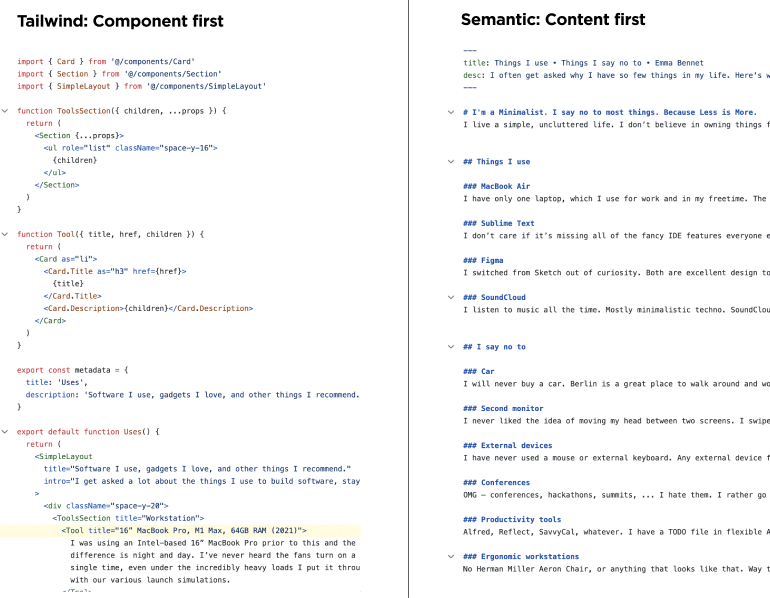 Tailwind: Component first
import { Card } from '@/components/Card'
import { Section } from '@/components/Section'
import { SimpleLayout } from '@/components/SimpleLayout'
function ToolsSection({ children, ...props }) {
return (
<Section {...props}>
<ul role="list" className="space-y-16">
{children}
</ul>
</Section>
)
}
function Tool({ title, href, children }) {
return (
<Card as="li">
<Card.Title as="h3" href={href}>
{title}
</Card.Title>
<Card.Description>{children}</Card.Description>
</Card>
)
}
export const metadata = {
title: 'Uses',
description: 'Software I use, gadgets I love, and other things I recommend.
}
export default function Uses() {
return (
<SimpleLayout
title="Software I use, gadgets I love, and other things I recommend."
intro="I get asked a lot about the things I use to build software, stay
>
<div className="space-y-20">
<ToolsSection title="Workstation">
<Tool title="16” MacBook Pro, M1 Max, 64GB RAM (2021)">
I was using an Intel-based 16” MacBook Pro prior to this and the
difference is night and day. I’ve never heard the fans turn on a
single time, even under the incredibly heavy loads I put it throu
with our various launch simulations.
</Tool>
Semantic: Content first
---
title: Things I use • Things I say no to • Emma Bennet
desc: I often get asked why I have so few things in my life. Here's w
---
# I'm a Minimalist. I say no to most things. Because Less is More.
I live a simple, uncluttered life. I don’t believe in owning things f
## Things I use
### MacBook Air
I have only one laptop, which I use for work and in my freetime. The
### Sublime Text
I don’t care if it’s missing all of the fancy IDE features everyone e
### Figma
I switched from Sketch out of curiosity. Both are excellent design to
### SoundCloud
I listen to music all the time. Mostly minimalistic techno. SoundClou
## I say no to
### Car
I will never buy a car. Berlin is a great place to walk around and wo
### Second monitor
I never liked the idea of moving my head between two screens. I swipe
### External devices
I have never used a mouse or external keyboard. Any external device f
### Conferences
OMG — conferences, hackathons, summits, ... I hate them. I rather go
### Productivity tools
Alfred, Reflect, SavvyCal, whatever. I have a TODO file in flexible A
### Ergonomic workstations
No Herman Miller Aeron Chair, or anything that looks like that. Way t